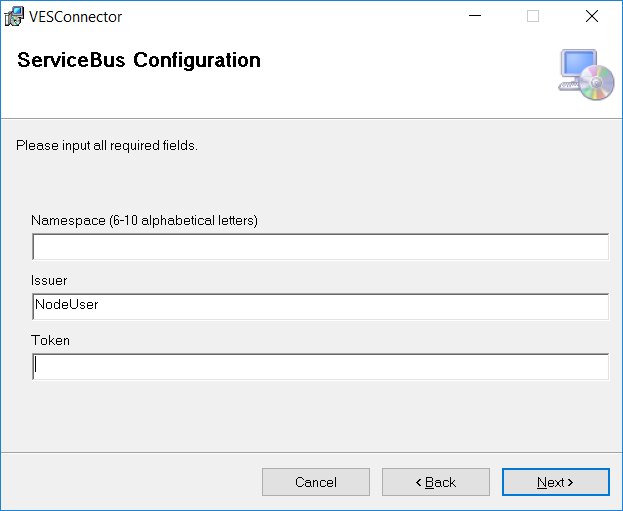 VESConnector
ServiceBus Configuration
Please input all required fields.
Namespace (6-10 alphabetical letters)
Issuer
NodeUser
Token
Cancel
< Back
Next >